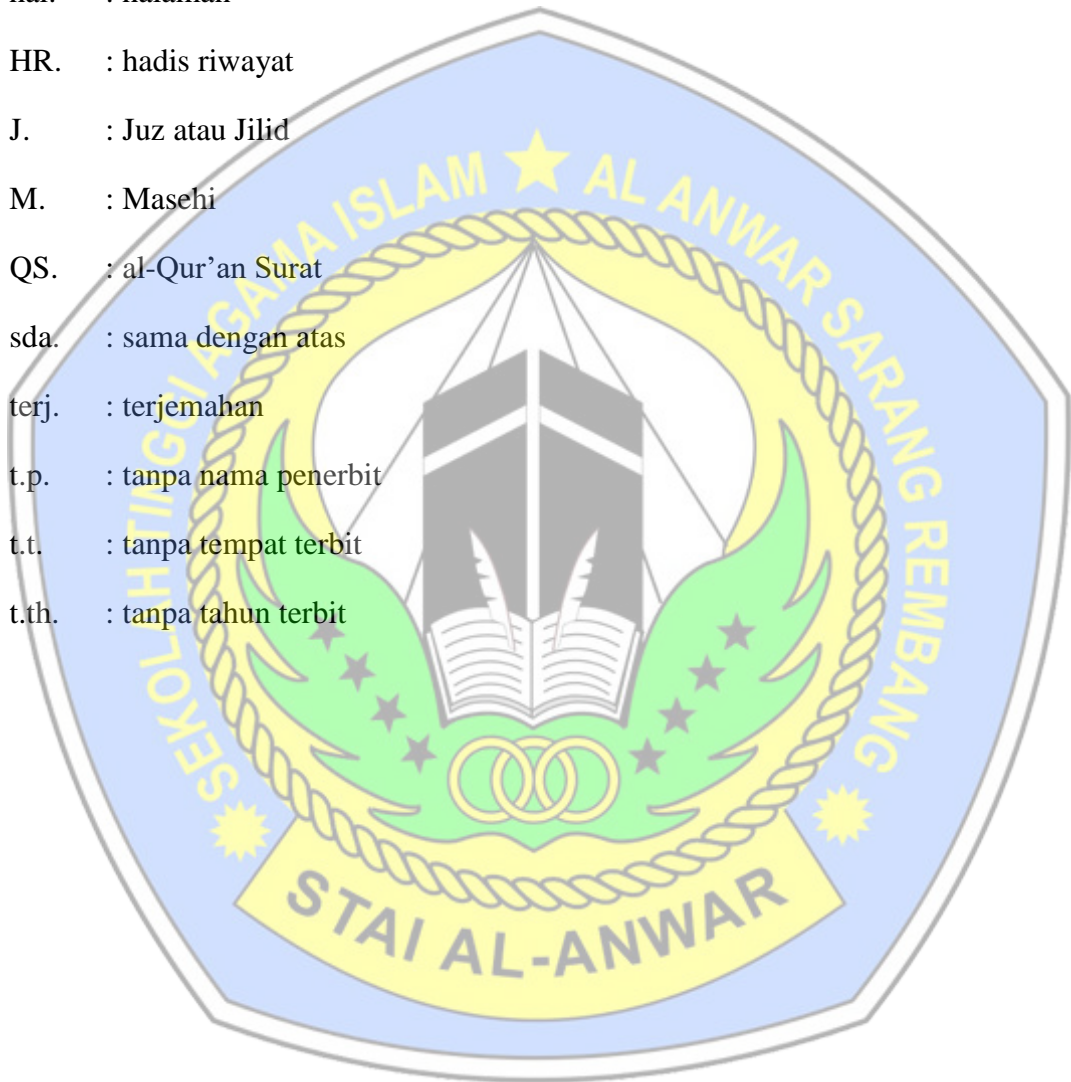 HR. : hadis riwayat
J. : Juz atau Jilid
M. : Masehi
QS. : al-Qur’an Surat
sda. : sama dengan atas
terj. : terjemahan
t.p. : tanpa nama penerbit
t.t. : tanpa tempat terbit
t.th. : tanpa tahun terbit
SEKOLAH TINGGI AGAMA ISLAM ★ AL ANWAR SARANG REMBANG
STAI AL-ANWAR